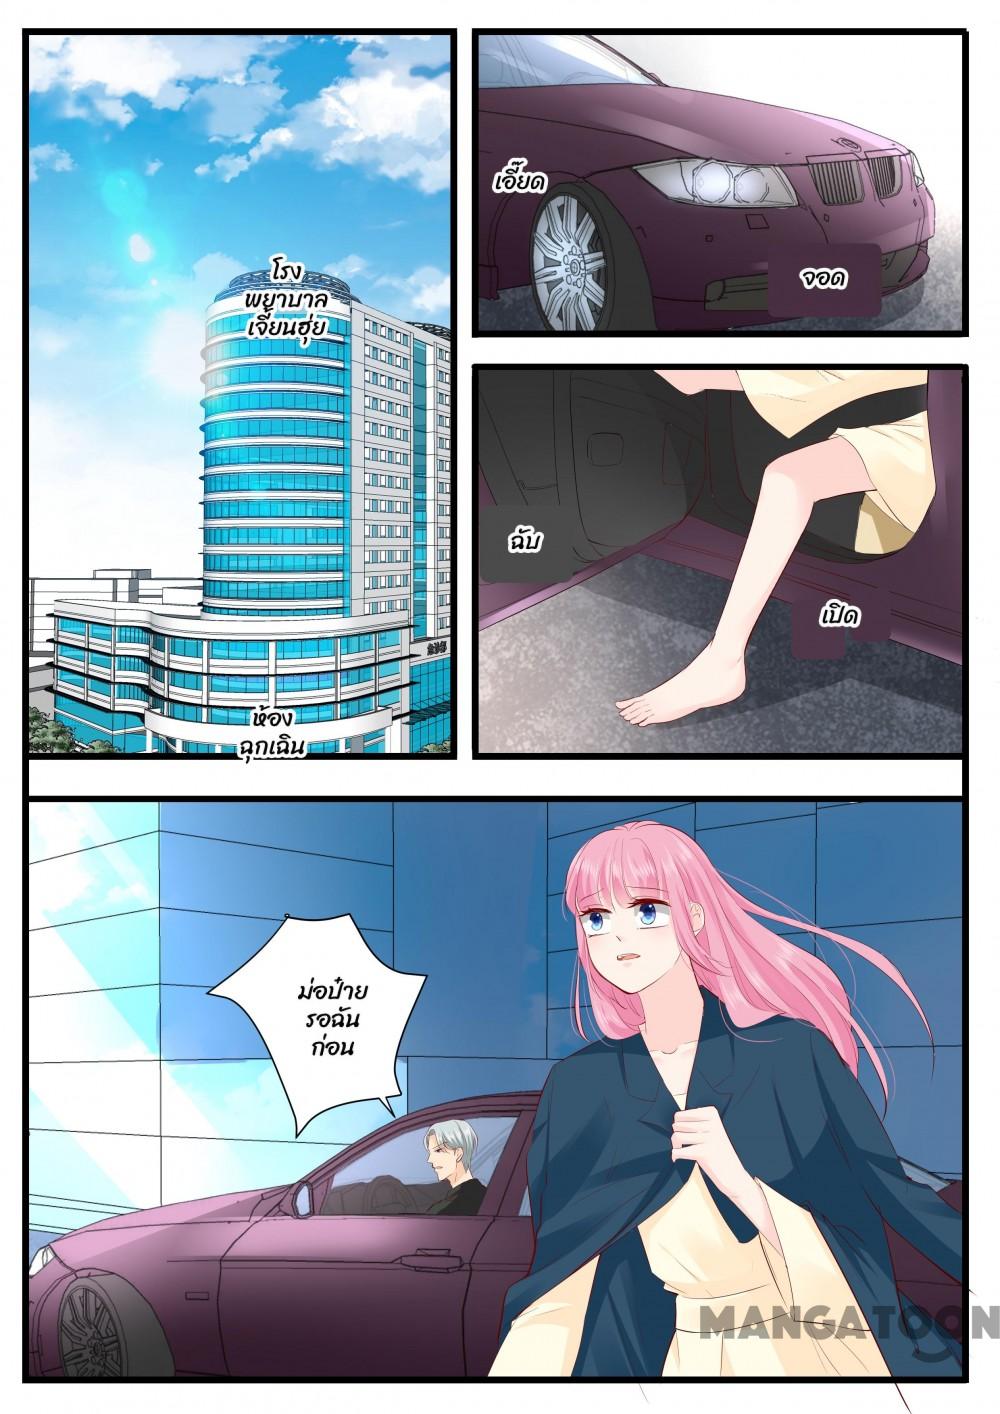 โรง
พยาบาล
เจี้ยนฮุ่ย
ห้อง
ฉุกเฉิน
เอี๊ยด
จอด
ฉับ
เปิด
ม่อป๋าย
รอฉัน
ก่อน
MANGATOON